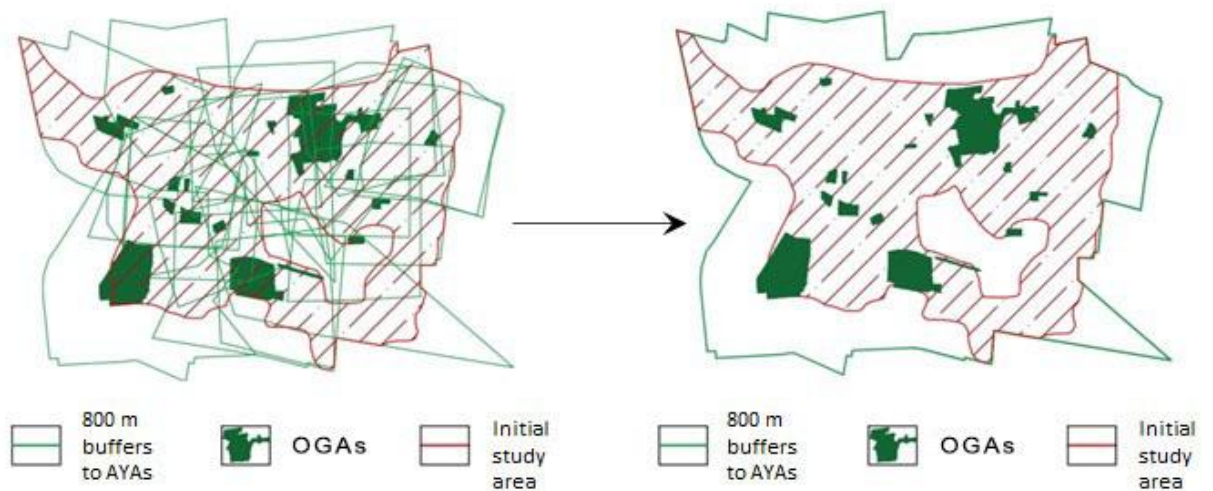 800 m
buffers
to AYAs
OGAs
Initial
study
area
800 m
buffers
to AYAs
OGAs
Initial
study
area